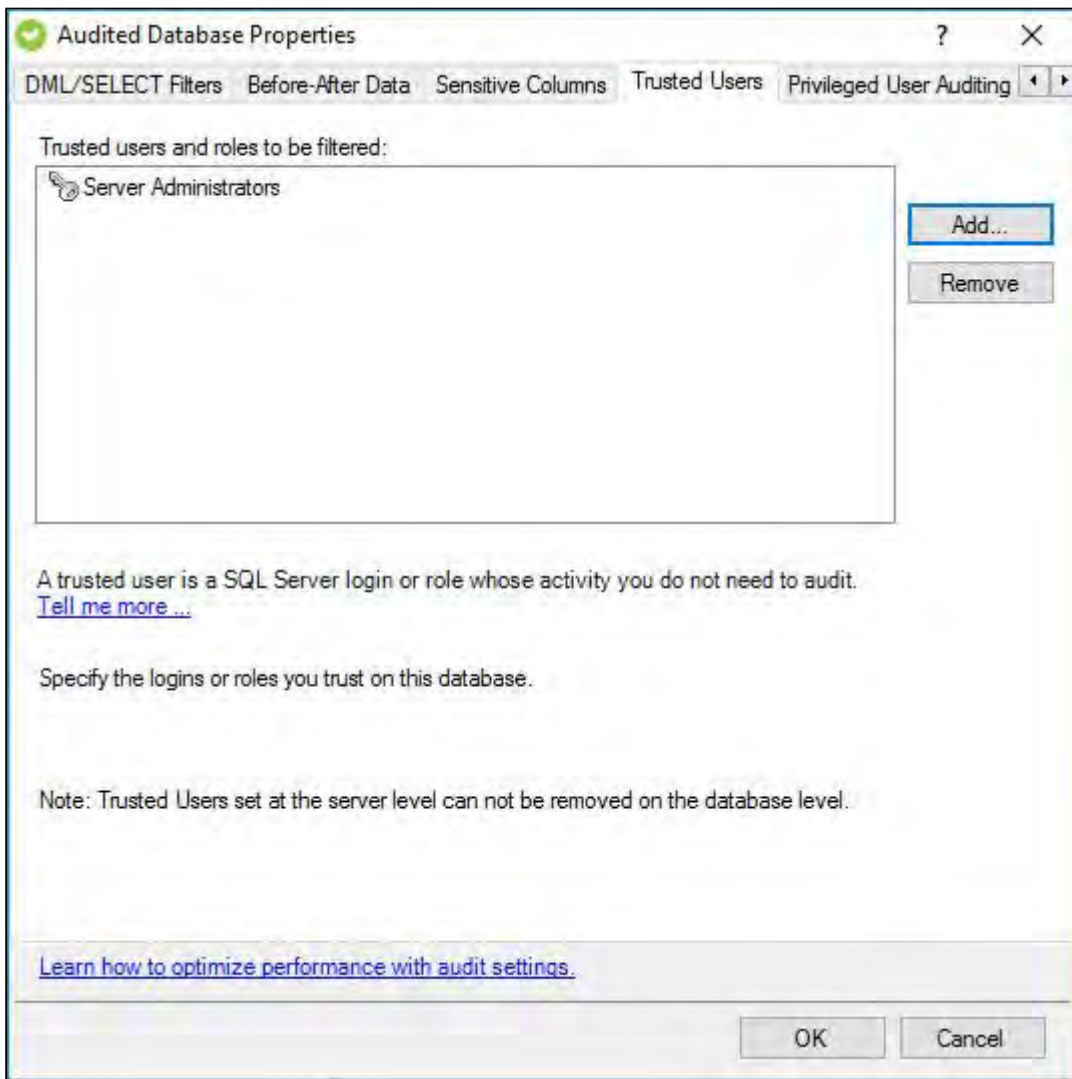 Audited Database Properties
DML/SELECT Filters Before-After Data Sensitive Columns Trusted Users Privileged User Auditing
Trusted users and roles to be filtered:
Server Administrators
Add...
Remove
A trusted user is a SQL Server login or role whose activity you do not need to audit.
Tell me more ...
Specify the logins or roles you trust on this database.
Note: Trusted Users set at the server level can not be removed on the database level.
Learn how to optimize performance with audit settings.
OK Cancel